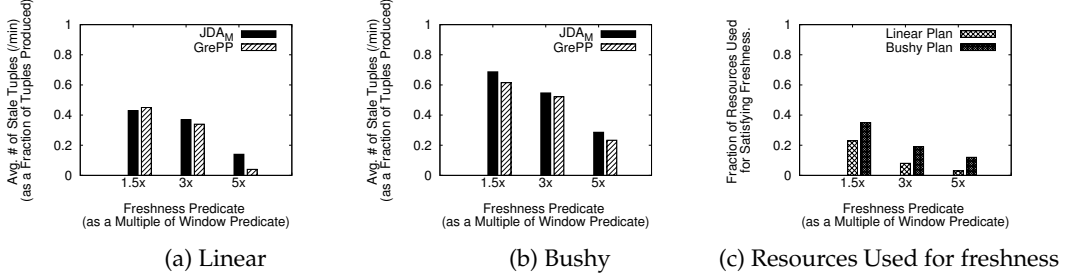 Avg. # of Stale Tuples (/min)
(as a Fraction of Tuples Produced)
1
0.8
0.6
0.4
0.2
0
JDA_M
GrePP
1.5x 3x 5x
Freshness Predicate
(as a Multiple of Window Predicate)
(a) Linear
Avg. # of Stale Tuples (/min)
(as a Fraction of Tuples Produced)
1
0.8
0.6
0.4
0.2
0
JDA_M
GrePP
1.5x 3x 5x
Freshness Predicate
(as a Multiple of Window Predicate)
(b) Bushy
Fraction of Resources Used
for Satisfying Freshness.
1
0.8
0.6
0.4
0.2
0
Linear Plan
Bushy Plan
1.5x 3x 5x
Freshness Predicate
(as a Multiple of Window Predicate)
(c) Resources Used for freshness